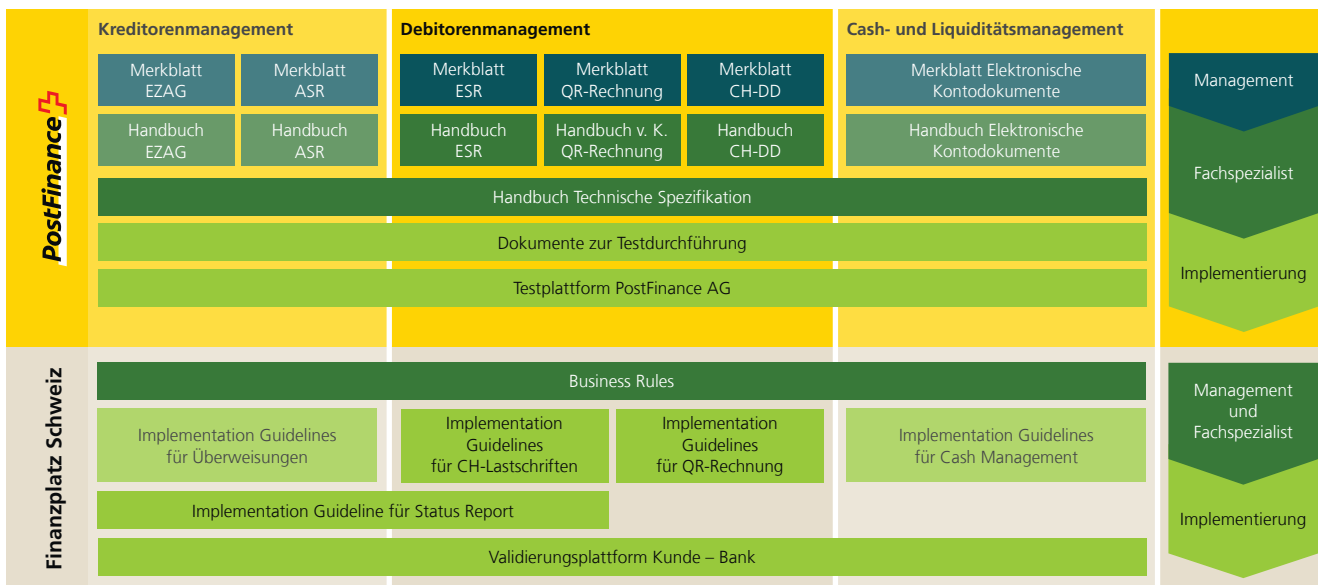 Kreditorenmanagement
Debitorenmanagement
Cash- und Liquiditätsmanagement
PostFinance
Merkblatt
EZAG
Merkblatt
ASR
Merkblatt
ESR
Merkblatt
QR-Rechnung
Merkblatt
CH-DD
Merkblatt Elektronische
Kontodokumente
Management
Handbuch
EZAG
Handbuch
ASR
Handbuch
ESR
Handbuch v. K.
QR-Rechnung
Handbuch
CH-DD
Handbuch Elektronische
Kontodokumente
Fachspezialist
Handbuch Technische Spezifikation
Dokumente zur Testdurchführung
Testplattform PostFinance AG
Implementierung
Finanzplatz Schweiz
Business Rules
Management
und
Fachspezialist
Implementation Guidelines
für Überweisungen
Implementation
Guidelines
für CH-Lastschriften
Implementation
Guidelines
für QR-Rechnung
Implementation Guidelines
für Cash Management
Implementation Guideline für Status Report
Implementierung
Validierungsplattform Kunde – Bank